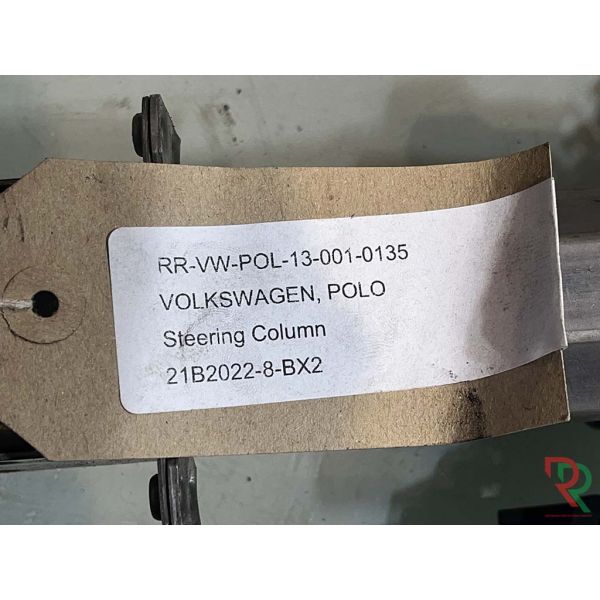 RR-VW-POL-13-001-0135
VOLKSWAGEN, POLO
Steering Column
21B2022-8-BX2